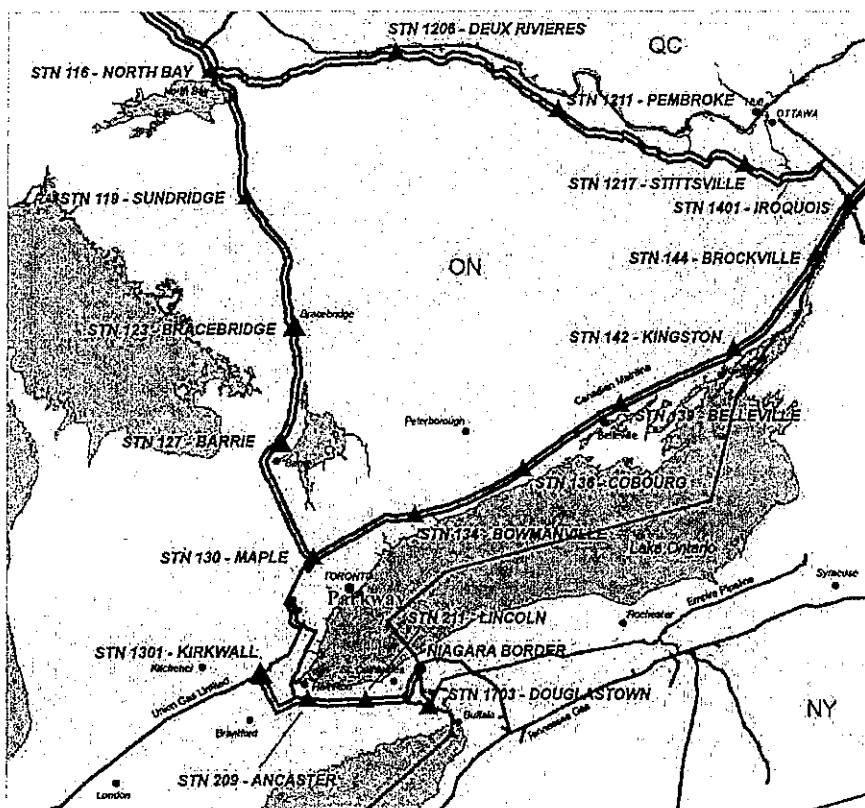 STN 1206 - DEUX RIVIÈRES
QC
STN 116 - NORTH BAY
North Bay
STN 1211 - PEMBROKE
Hull
OTTAWA
STN 119 - SUNDRIDGE
STN 1217 - STITTSVILLE
STN 1401 - IROQUOIS
ON
STN 144 - BROCKVILLE
STN 123 - BRACEBRIDGE
Bracebridge
STN 142 - KINGSTON
Canadian Mainline
Peterborough
STN 139 - BELLEVILLE
Belleville
STN 127 - BARRIE
Barrie
STN 136 - COBOURG
STN 134 - BOWMANVILLE
Lake Ontario
STN 130 - MAPLE
TORONTO
Parkway
Syracuse
Empire Pipeline
STN 211 - LINCOLN
Rochester
STN 1301 - KIRKWALL
Kitchener
NIAGARA BORDER
Hamilton
Union Gas Limited
STN 1703 - DOUGLASTOWN
Buffalo
Tennessee Gas
NY
Brantford
STN 209 - ANCASTER
London